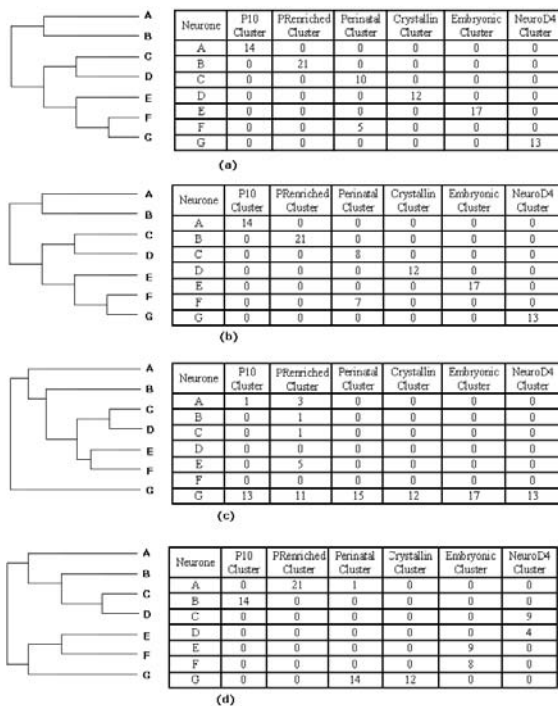 A
B
C
D
E
F
G
Neurone P10 Cluster PRenriched Cluster Perinatal Cluster Crystallin Cluster Embryonic Cluster NeuroD4 Cluster
A 14 0 0 0 0 0
B 0 21 0 0 0 0
C 0 0 10 0 0 0
D 0 0 0 12 0 0
E 0 0 0 0 17 0
F 0 0 5 0 0 0
G 0 0 0 0 0 13
(a)
A
B
C
D
E
F
G
Neurone P10 Cluster PRenriched Cluster Perinatal Cluster Crystallin Cluster Embryonic Cluster NeuroD4 Cluster
A 14 0 0 0 0 0
B 0 21 0 0 0 0
C 0 0 8 0 0 0
D 0 0 0 12 0 0
E 0 0 0 0 17 0
F 0 0 7 0 0 0
G 0 0 0 0 0 13
(b)
A
B
C
D
E
F
G
Neurone P10 Cluster PRenriched Cluster Perinatal Cluster Crystallin Cluster Embryonic Cluster NeuroD4 Cluster
A 1 3 0 0 0 0
B 0 1 0 0 0 0
C 0 1 0 0 0 0
D 0 0 0 0 0 0
E 0 5 0 0 0 0
F 0 0 0 0 0 0
G 13 11 15 12 17 13
(c)
A
B
C
D
E
F
G
Neurone P10 Cluster PRenriched Cluster Perinatal Cluster Crystallin Cluster Embryonic Cluster NeuroD4 Cluster
A 0 21 1 0 0 0
B 14 0 0 0 0 0
C 0 0 0 0 0 9
D 0 0 0 0 0 4
E 0 0 0 0 9 0
F 0 0 0 0 8 0
G 0 0 14 12 0 0
(d)